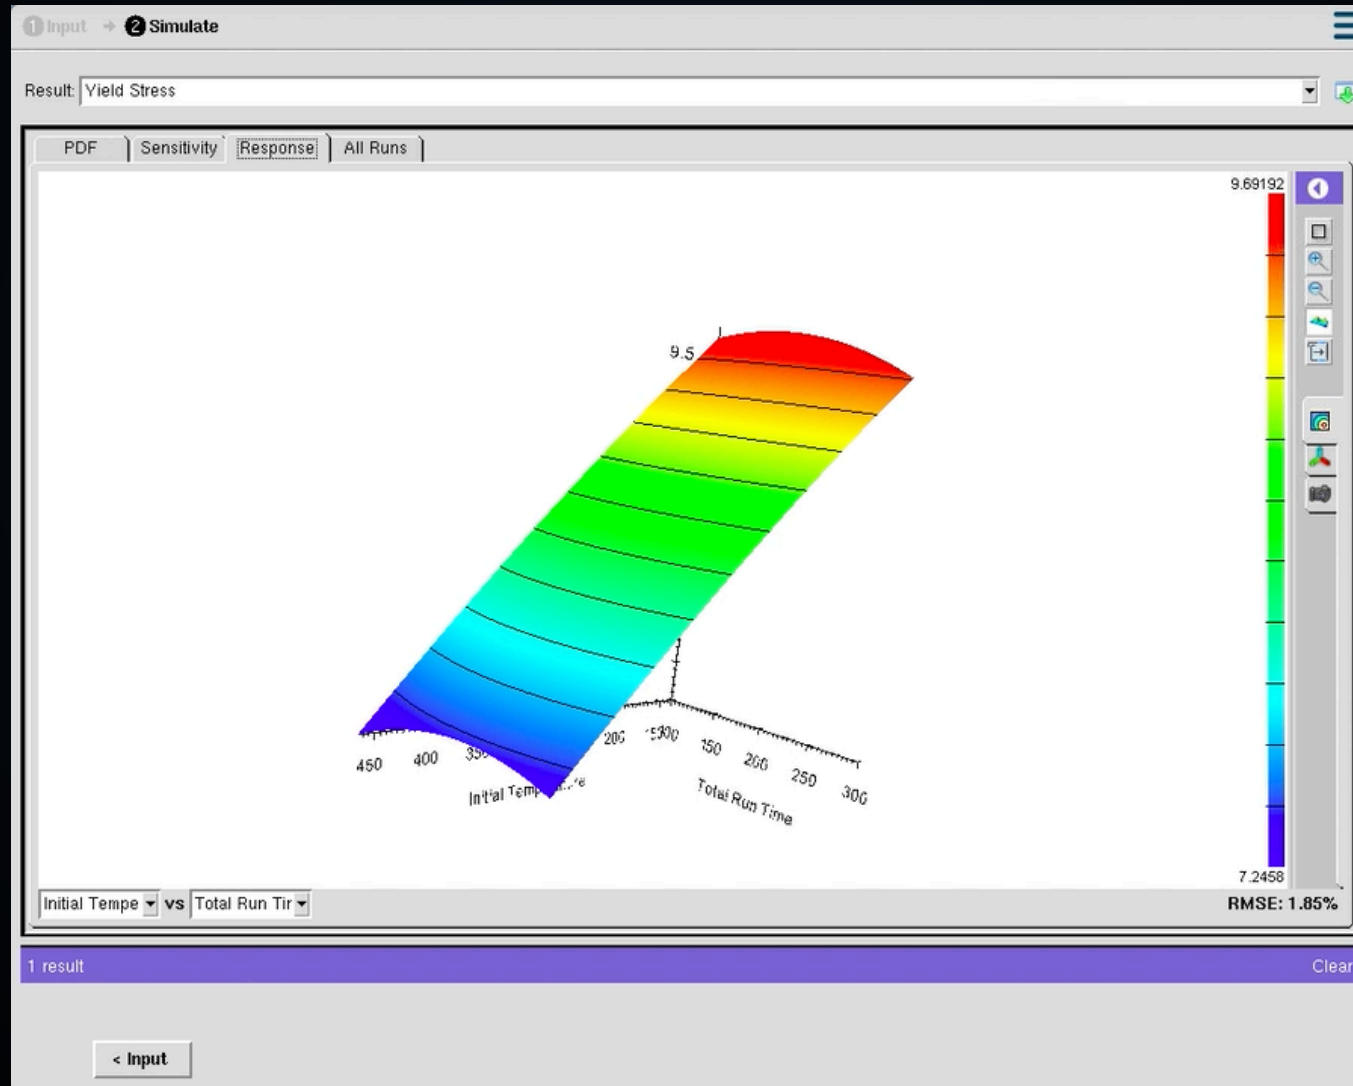 1 Input → 2 Simulate
Result: Yield Stress
PDF Sensitivity Response All Runs
9.69192
9.5
450 400 200 150 200 250 300
Total Run Time
7.2458
Initial Tempe vs Total Run Tir
RMSE: 1.85%
1 result Clear
< Input